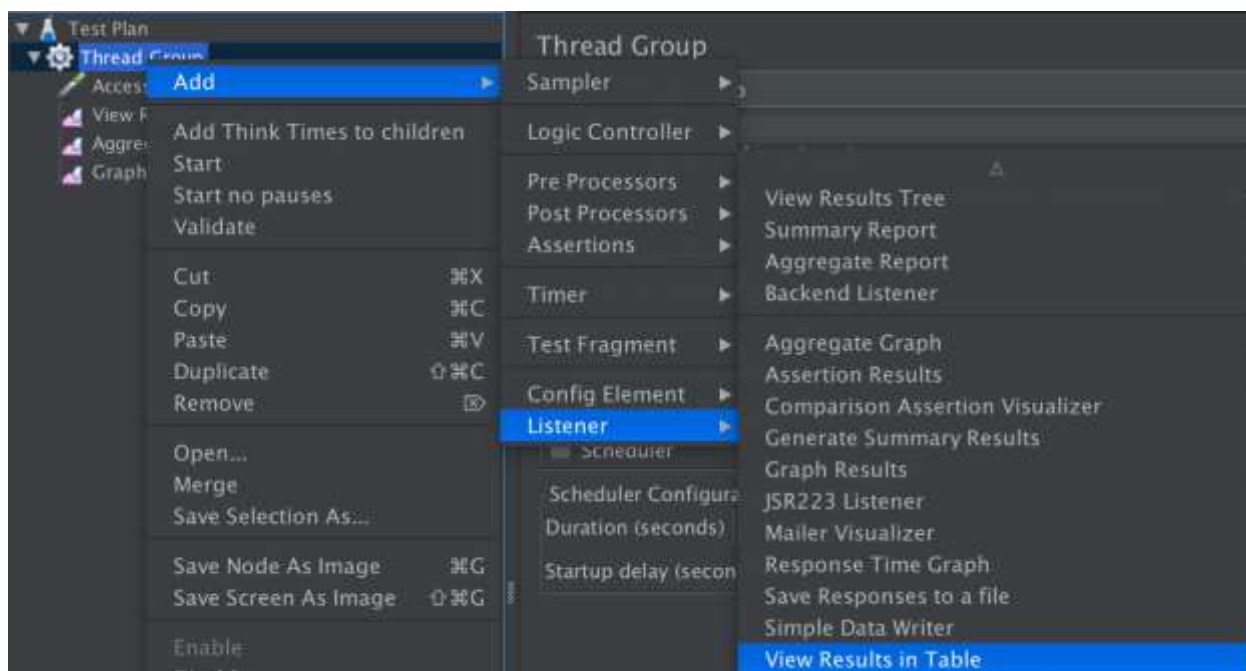 Test Plan
Thread Group
Access
View R
Aggre
Graph
Add
Add Think Times to children
Start
Start no pauses
Validate
Cut ⌘X
Copy ⌘C
Paste ⌘V
Duplicate ⇧⌘C
Remove ⌦
Open...
Merge
Save Selection As...
Save Node As Image ⌘G
Save Screen As Image ⇧⌘G
Enable
Thread Group
Sampler
Logic Controller
Pre Processors
Post Processors
Assertions
Timer
Test Fragment
Config Element
Listener
Scheduler
Scheduler Configura
Duration (seconds)
Startup delay (secon
View Results Tree
Summary Report
Aggregate Report
Backend Listener
Aggregate Graph
Assertion Results
Comparison Assertion Visualizer
Generate Summary Results
Graph Results
JSR223 Listener
Mailer Visualizer
Response Time Graph
Save Responses to a file
Simple Data Writer
View Results in Table